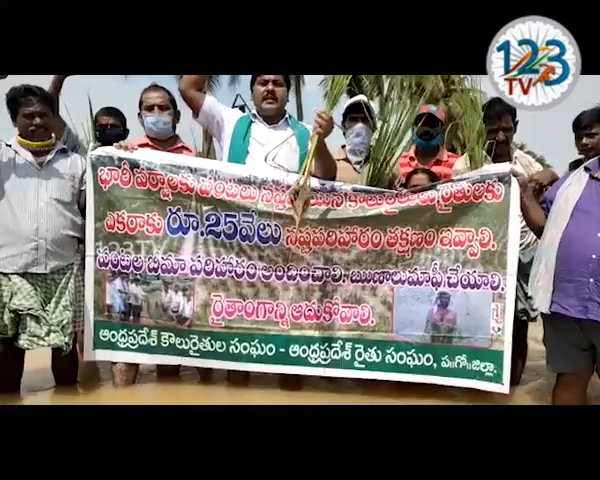 123
TV
భారీ వర్షాలకు పంటలు నష్టపోయిన కౌలురైతులు, రైతులకు
ఎకరాకు రూ.25వేలు నష్టపరిహారం తక్షణం ఇవ్వాలి.
పంటల బీమా పరిహారం అందించాలి. ఋణాలుమాఫీ చేయాలి.
రైతాంగాన్ని ఆదుకోవాలి.
ఆంధ్రప్రదేశ్ కౌలురైతుల సంఘం - ఆంధ్రప్రదేశ్ రైతు సంఘం, ప॥గో॥జిల్లా.